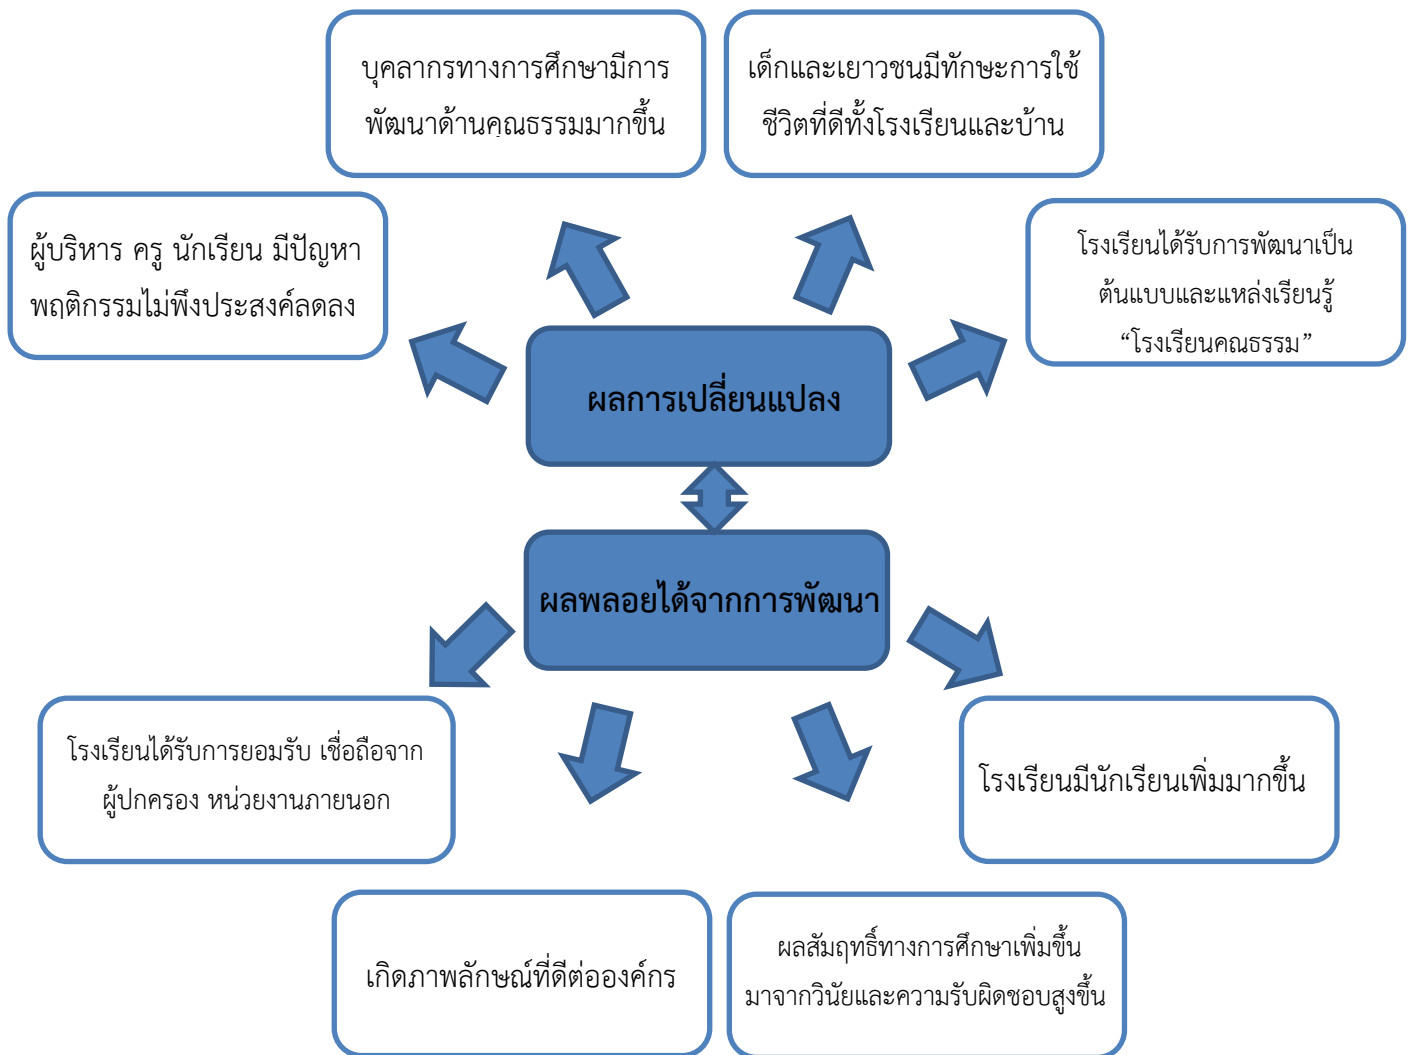 บุคลากรทางการศึกษามีการ
พัฒนาด้านคุณธรรมมากขึ้น
เด็กและเยาวชนมีทักษะการใช้
ชีวิตที่ดีทั้งโรงเรียนและบ้าน
ผู้บริหาร ครู นักเรียน มีปัญหา
พฤติกรรมไม่พึงประสงค์ลดลง
โรงเรียนได้รับการพัฒนาเป็น
ต้นแบบและแหล่งเรียนรู้
“โรงเรียนคุณธรรม”
ผลการเปลี่ยนแปลง
ผลพลอยได้จากการพัฒนา
โรงเรียนได้รับการยอมรับ เชื่อถือจาก
ผู้ปกครอง หน่วยงานภายนอก
โรงเรียนมีนักเรียนเพิ่มมากขึ้น
เกิดภาพลักษณ์ที่ดีต่อองค์กร
ผลสัมฤทธิ์ทางการศึกษาเพิ่มขึ้น
มาจากวินัยและความรับผิดชอบสูงขึ้น